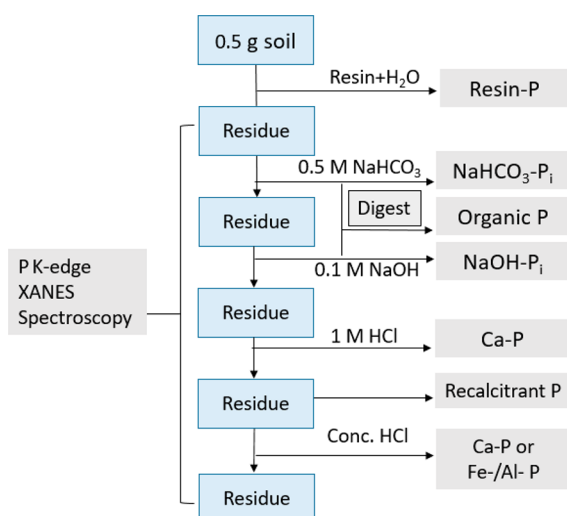 0.5 g soil
Resin+H₂O
Resin-P
Residue
0.5 M NaHCO₃
NaHCO₃-Pᵢ
Digest
Residue
Organic P
0.1 M NaOH
NaOH-Pᵢ
P K-edge
XANES
Spectroscopy
Residue
1 M HCl
Ca-P
Residue
Recalcitrant P
Conc. HCl
Ca-P or
Fe-/Al- P
Residue